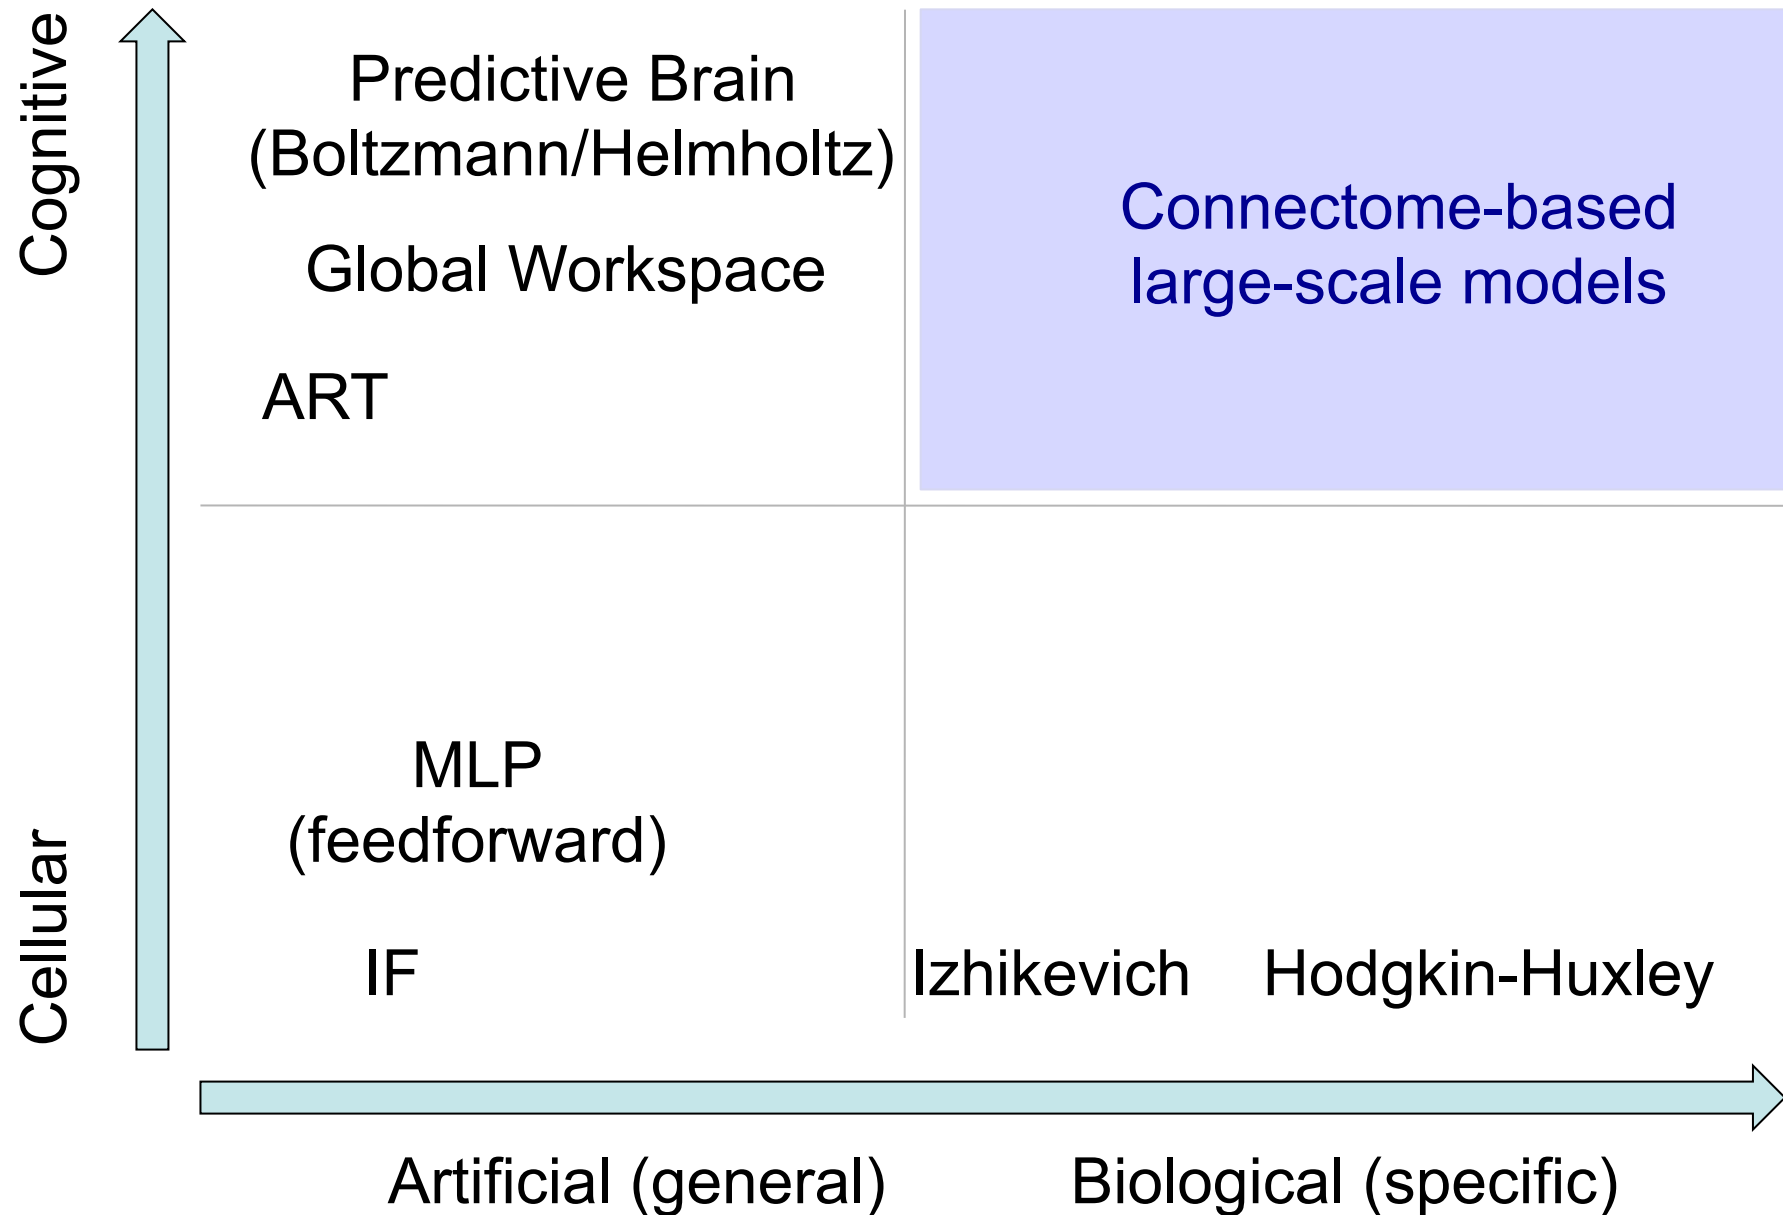 Cognitive
Predictive Brain
(Boltzmann/Helmholtz)
Global Workspace
ART
Connectome-based
large-scale models
Cellular
MLP
(feedforward)
IF
Izhikevich
Hodgkin-Huxley
Artificial (general)
Biological (specific)